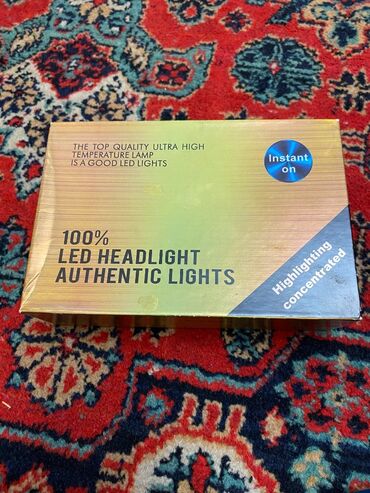 THE TOP QUALITY ULTRA HIGH
TEMPERATURE LAMP
IS A GOOD LED LIGHTS
Instant
on
100%
LED HEADLIGHT
AUTHENTIC LIGHTS
Highlighting
concentrated